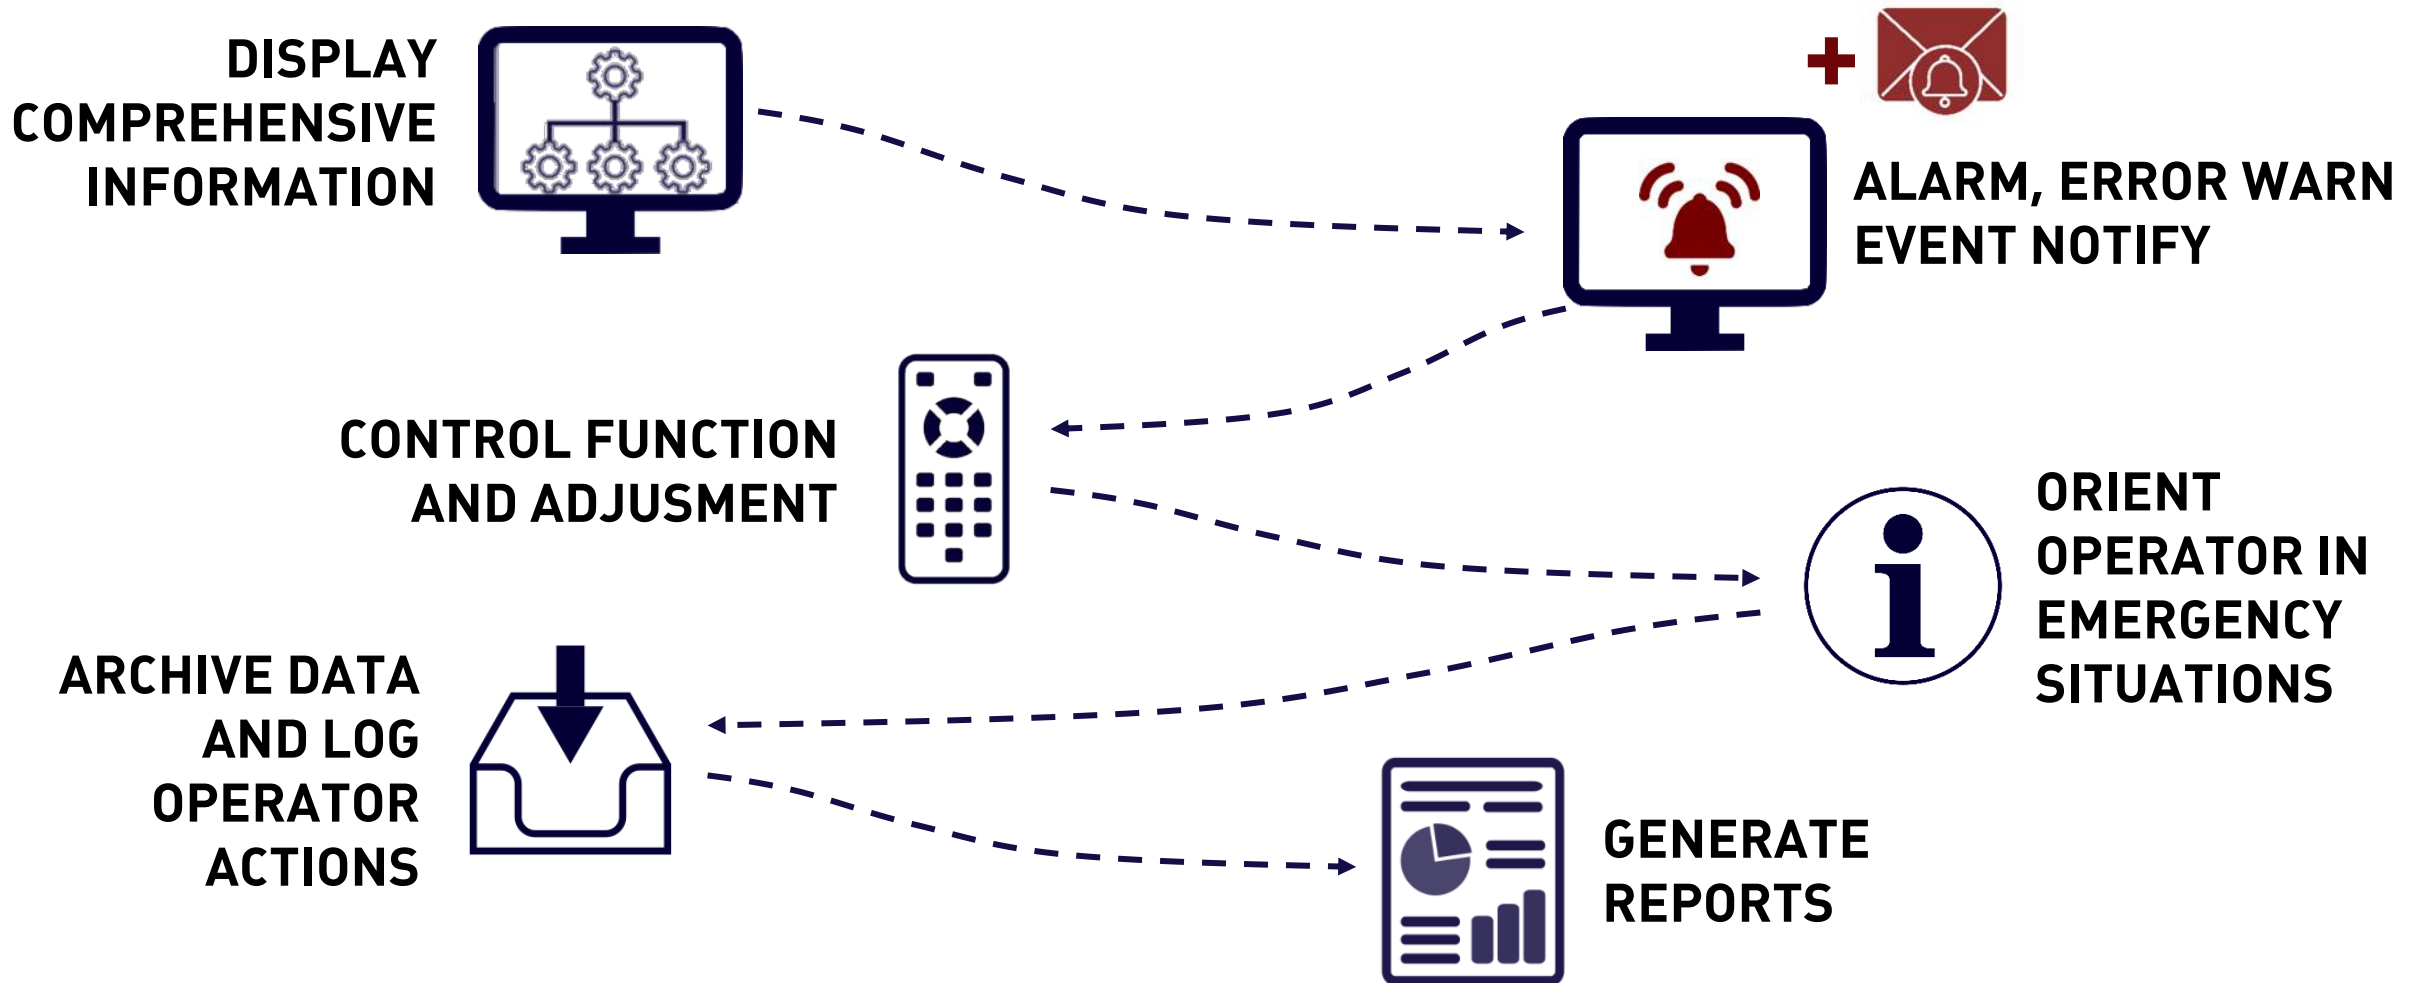 DISPLAY
COMPREHENSIVE
INFORMATION
ALARM, ERROR WARN
EVENT NOTIFY
CONTROL FUNCTION
AND ADJUSMENT
ORIENT
OPERATOR IN
EMERGENCY
SITUATIONS
ARCHIVE DATA
AND LOG
OPERATOR
ACTIONS
GENERATE
REPORTS